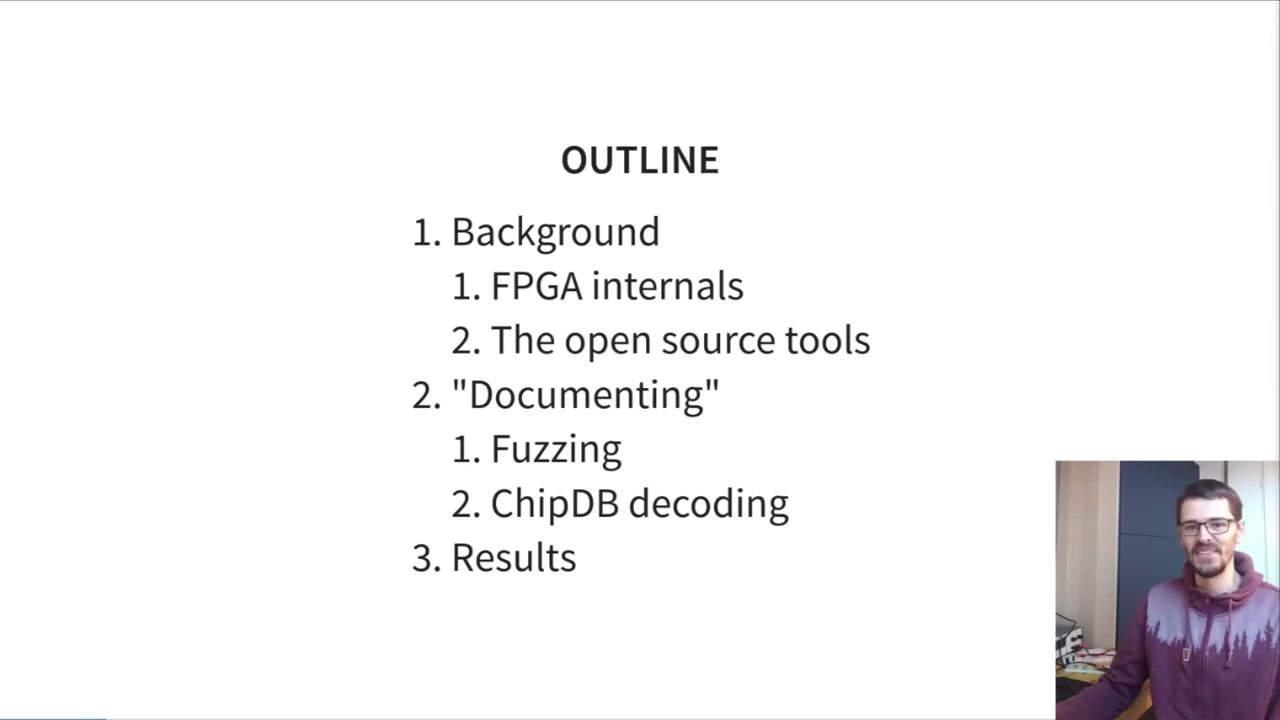 OUTLINE
1. Background
1. FPGA internals
2. The open source tools
2. "Documenting"
1. Fuzzing
2. ChipDB decoding
3. Results